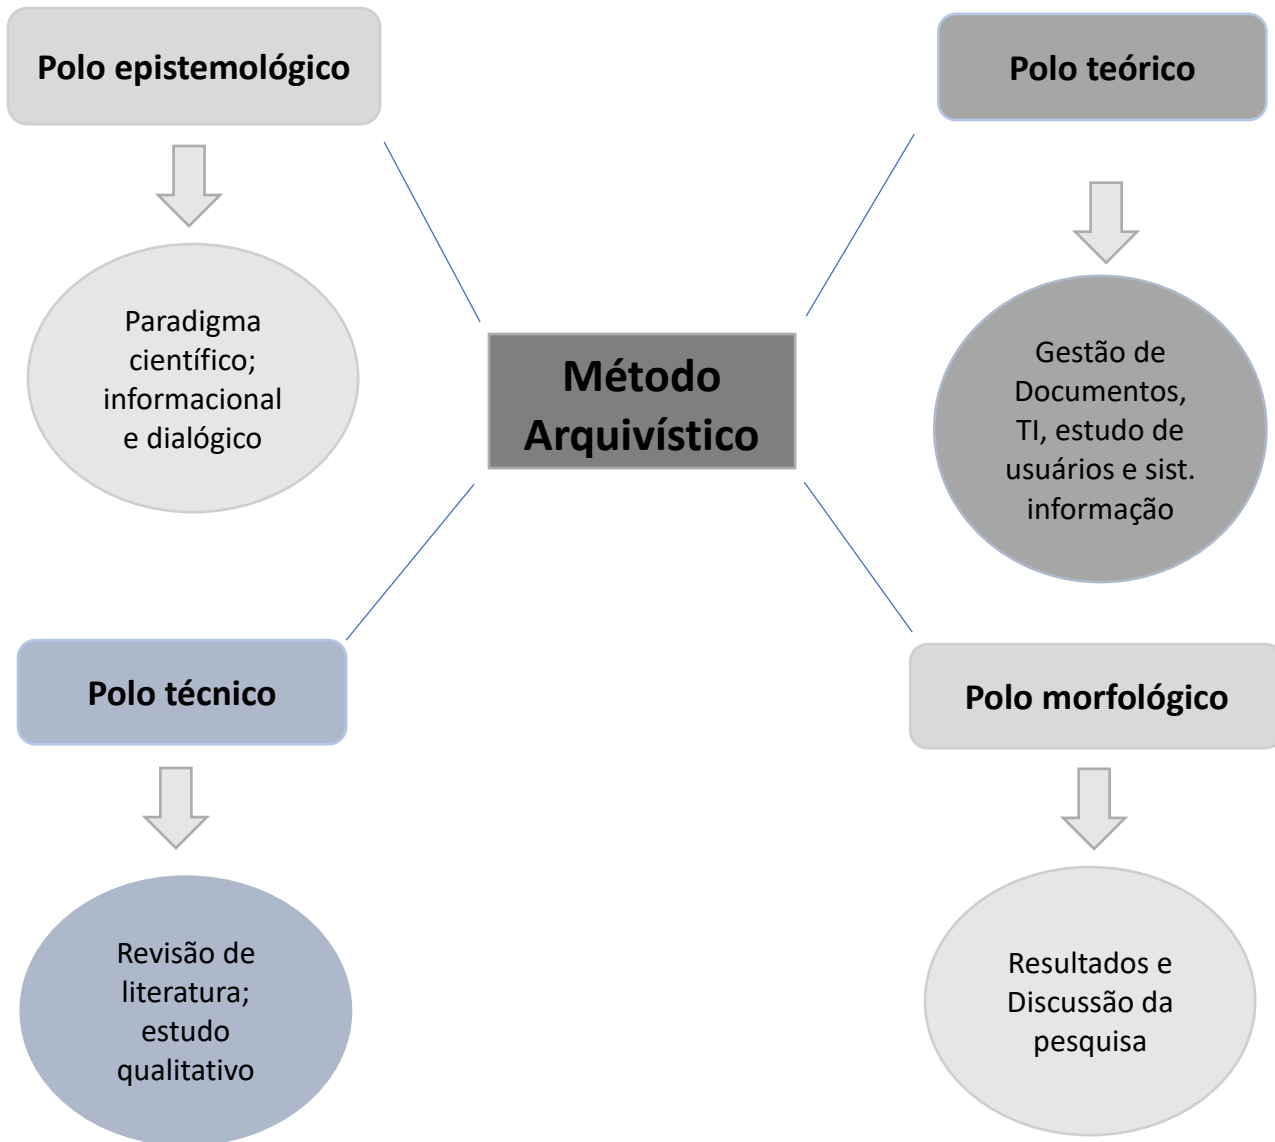 Polo epistemológico
Polo teórico
Paradigma
científico;
informacional
e dialógico
Gestão de
Documentos,
TI, estudo de
usuários e sist.
informação
Método
Arquivístico
Polo técnico
Polo morfológico
Revisão de
literatura;
estudo
qualitativo
Resultados e
Discussão da
pesquisa